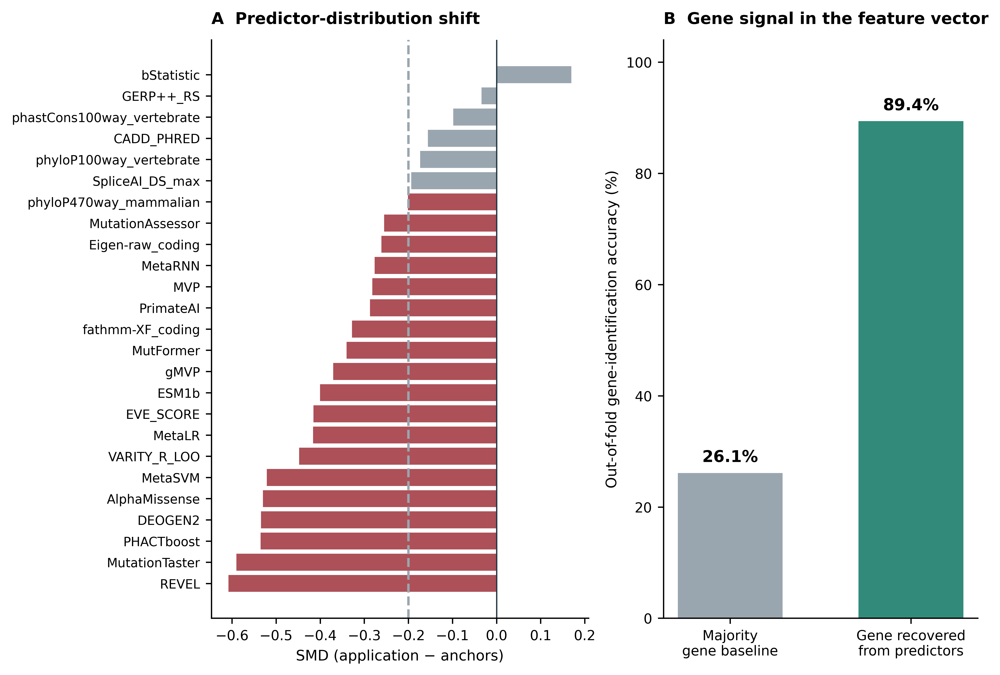 A Predictor-distribution shift
bStatistic
GERP++_RS
phastCons100way_vertebrate
CADD_PHRED
phyloP100way_vertebrate
SpliceAI_DS_max
phyloP470way_mammalian
MutationAssessor
Eigen-raw_coding
MetaRNN
MVP
PrimateAI
fathmm-XF_coding
MutFormer
gMVP
ESM1b
EVE_SCORE
MetaLR
VARITY_R_LOO
MetaSVM
AlphaMissense
DEOGEN2
PHACTboost
MutationTaster
REVEL
−0.6 −0.5 −0.4 −0.3 −0.2 −0.1 0.0 0.1 0.2
SMD (application − anchors)
B Gene signal in the feature vector
Out-of-fold gene-identification accuracy (%)
100
80
60
40
20
0
26.1%
89.4%
Majority
gene baseline
Gene recovered
from predictors